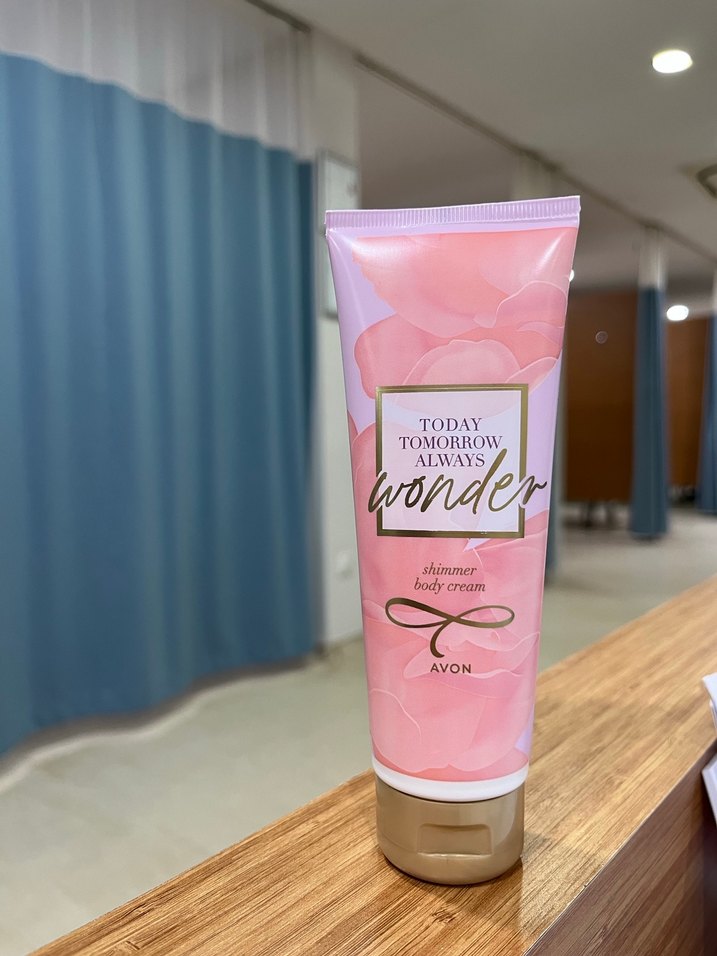 TODAY
TOMORROW
ALWAYS
wonder
shimmer
body cream
AVON